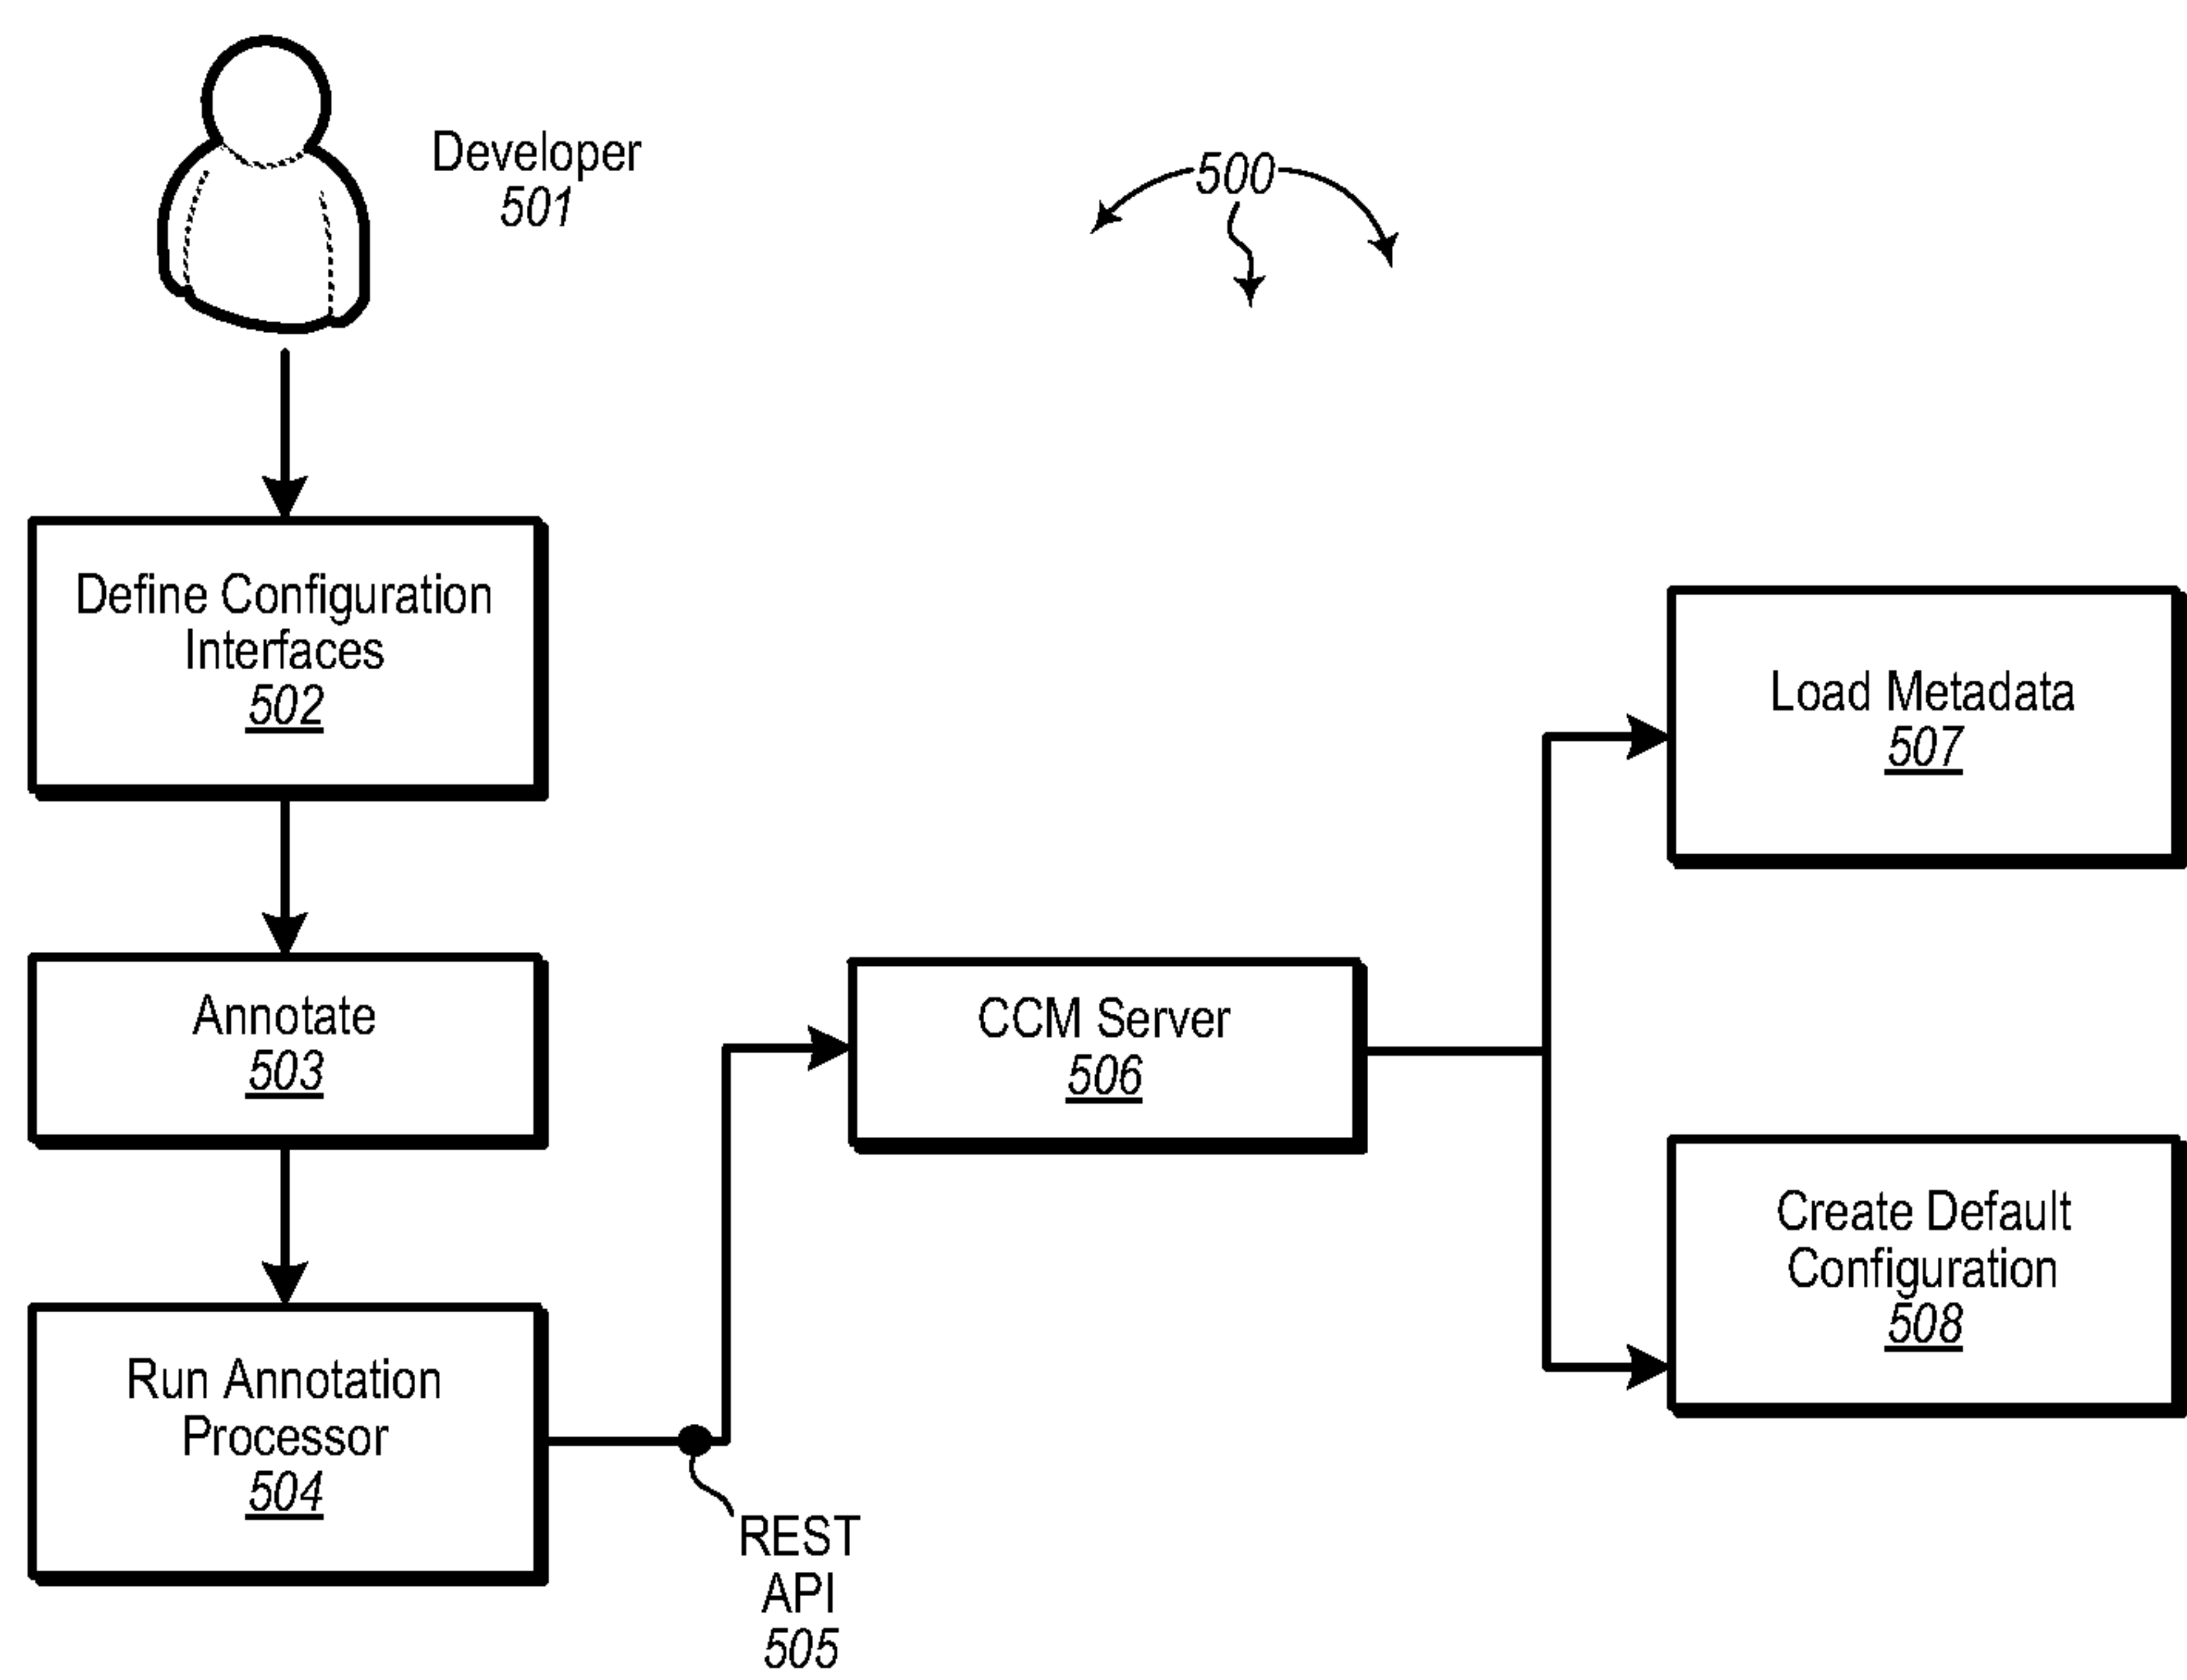 Developer
501
500
Define Configuration
Interfaces
502
Annotate
503
Run Annotation
Processor
504
REST
API
505
CCM Server
506
Load Metadata
507
Create Default
Configuration
508